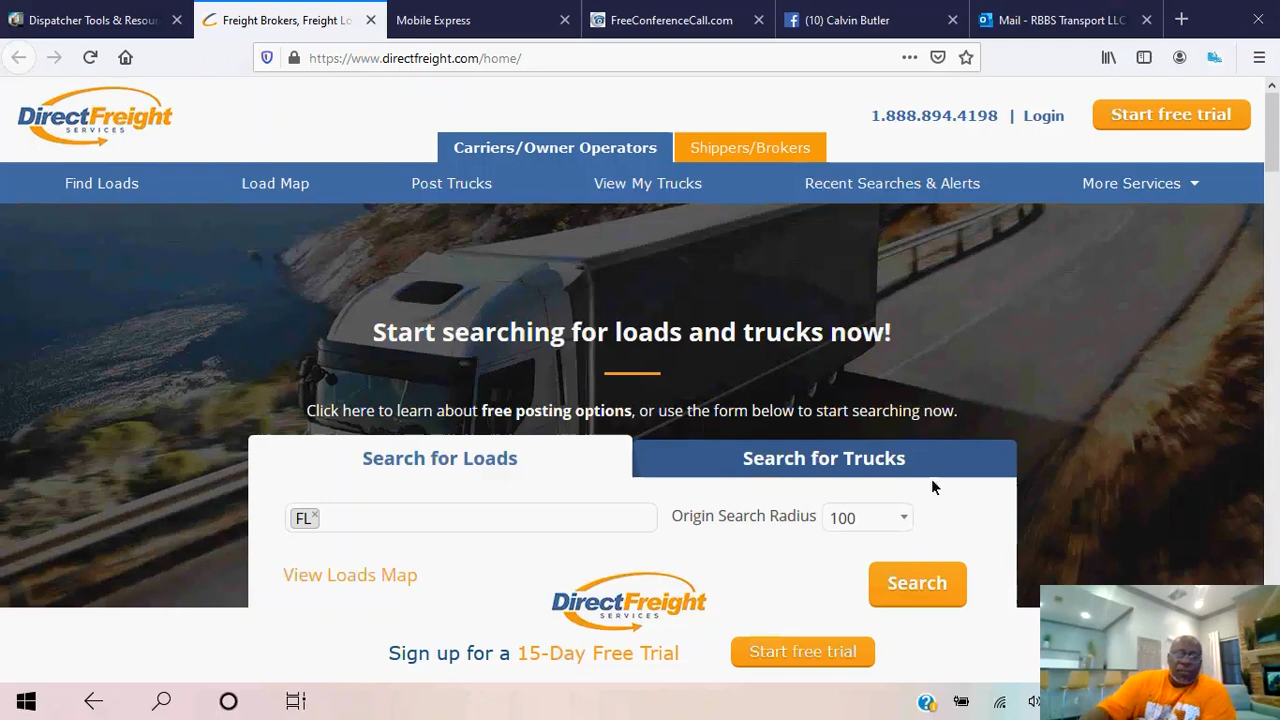 Dispatcher Tools & Resou
Freight Brokers, Freight Lo
Mobile Express
FreeConferenceCall.com
(10) Calvin Butler
Mail - RBBS Transport LLC
https://www.directfreight.com/home/
DirectFreight
SERVICES
1.888.894.4198 | Login
Start free trial
Carriers/Owner Operators
Shippers/Brokers
Find Loads
Load Map
Post Trucks
View My Trucks
Recent Searches & Alerts
More Services
Start searching for loads and trucks now!
Click here to learn about free posting options, or use the form below to start searching now.
Search for Loads
Search for Trucks
FL
Origin Search Radius
100
View Loads Map
Search
DirectFreight
SERVICES
Sign up for a 15-Day Free Trial
Start free trial